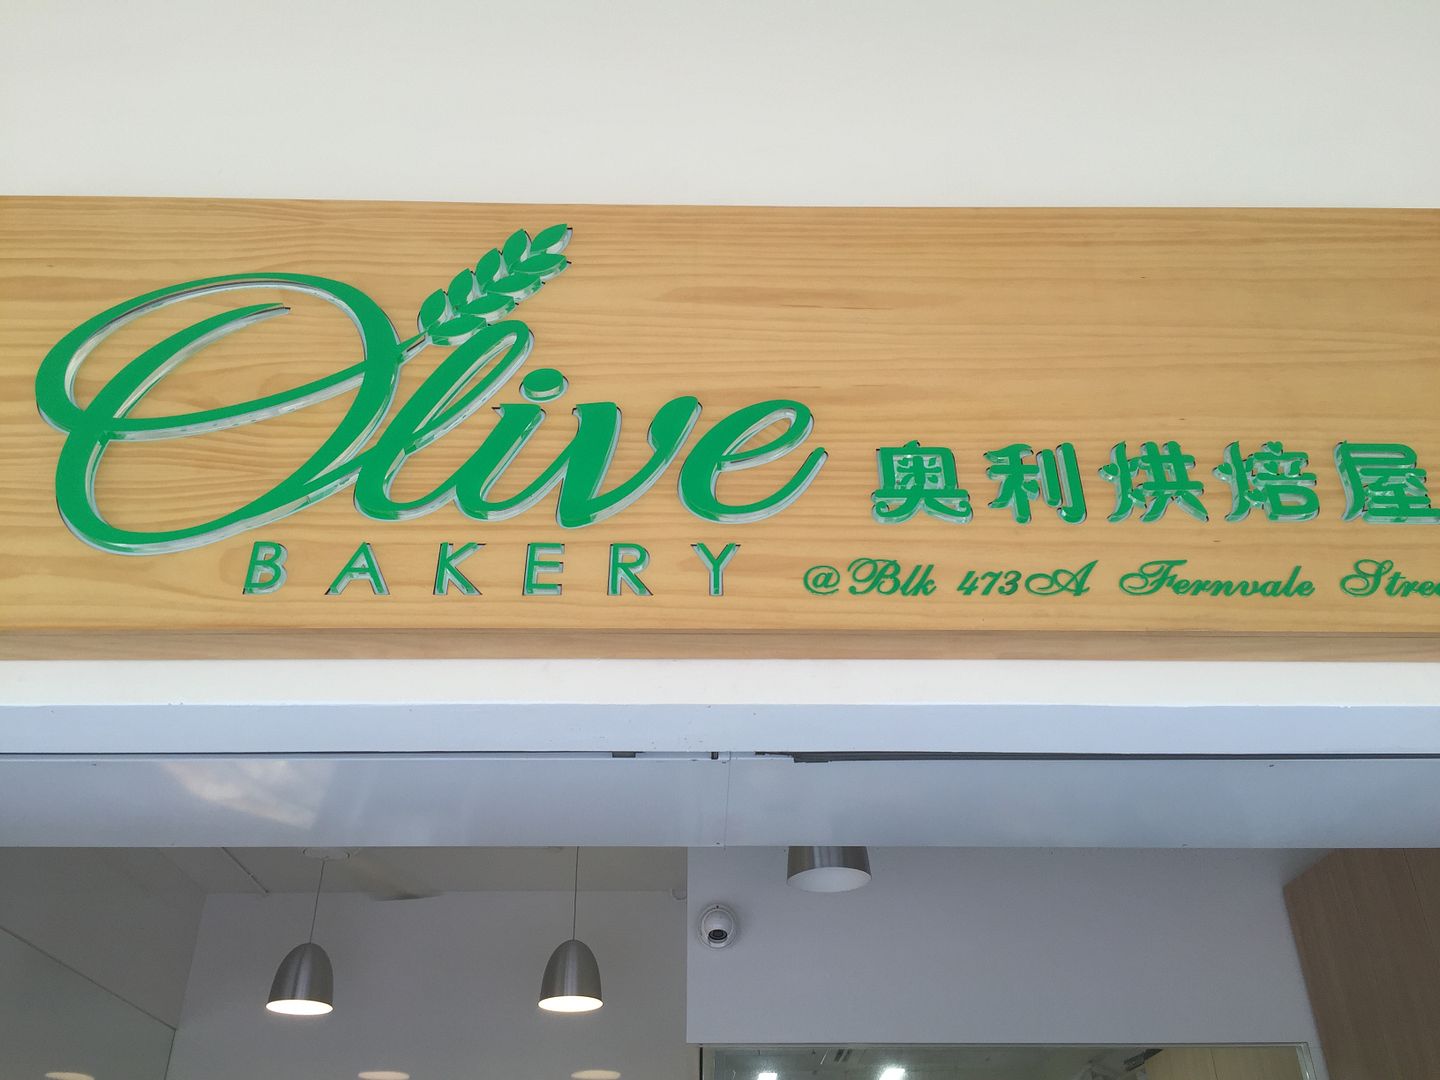 Olive
BAKERY
奥利烘焙屋
@Blk 473A Fernvale